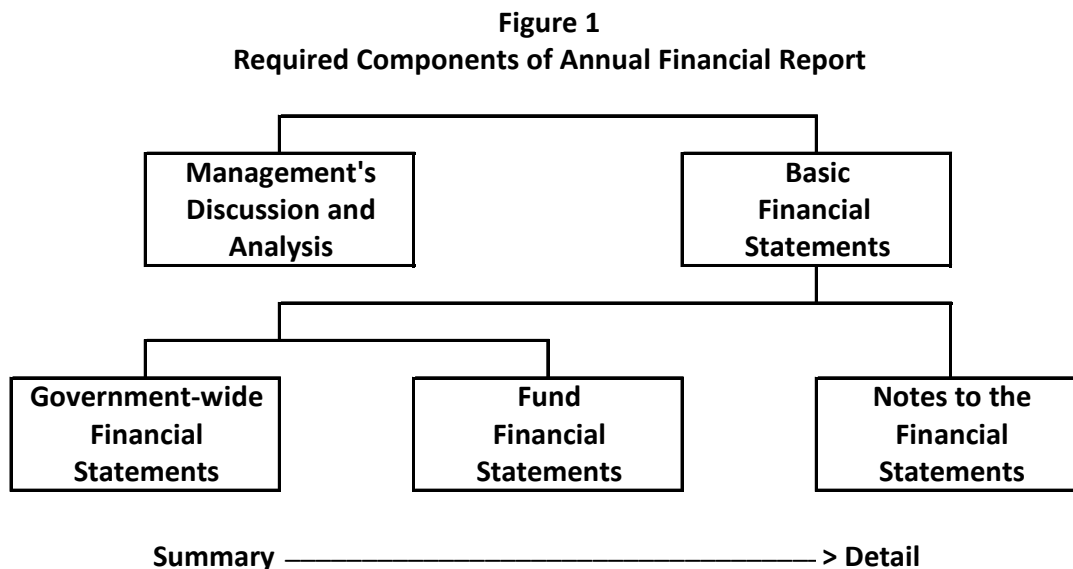 Figure 1
Required Components of Annual Financial Report
Management's
Discussion and
Analysis
Basic
Financial
Statements
Government-wide
Financial
Statements
Fund
Financial
Statements
Notes to the
Financial
Statements
Summary ――――――――――――――――――― > Detail